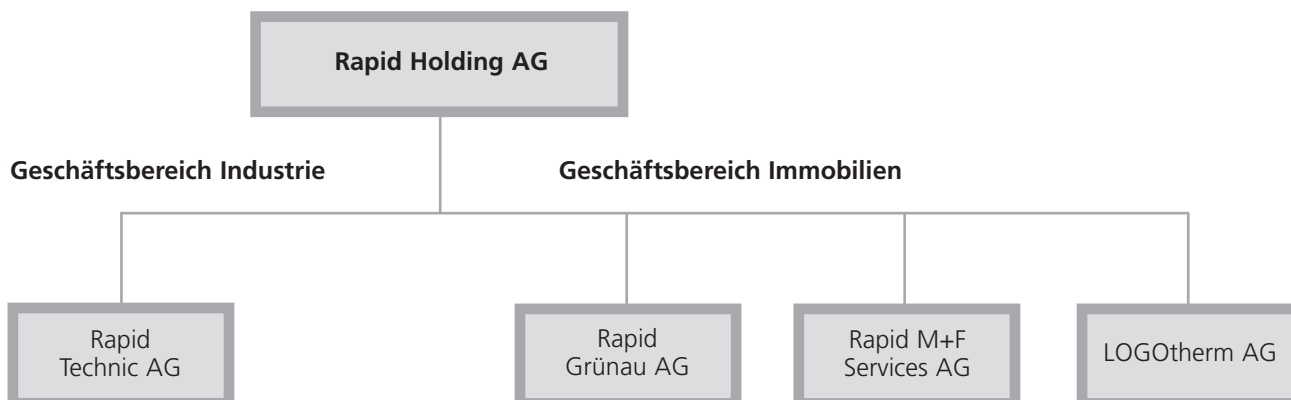 Rapid Holding AG
Geschäftsbereich Industrie
Geschäftsbereich Immobilien
Rapid
Technic AG
Rapid
Grünau AG
Rapid M+F
Services AG
LOGOtherm AG